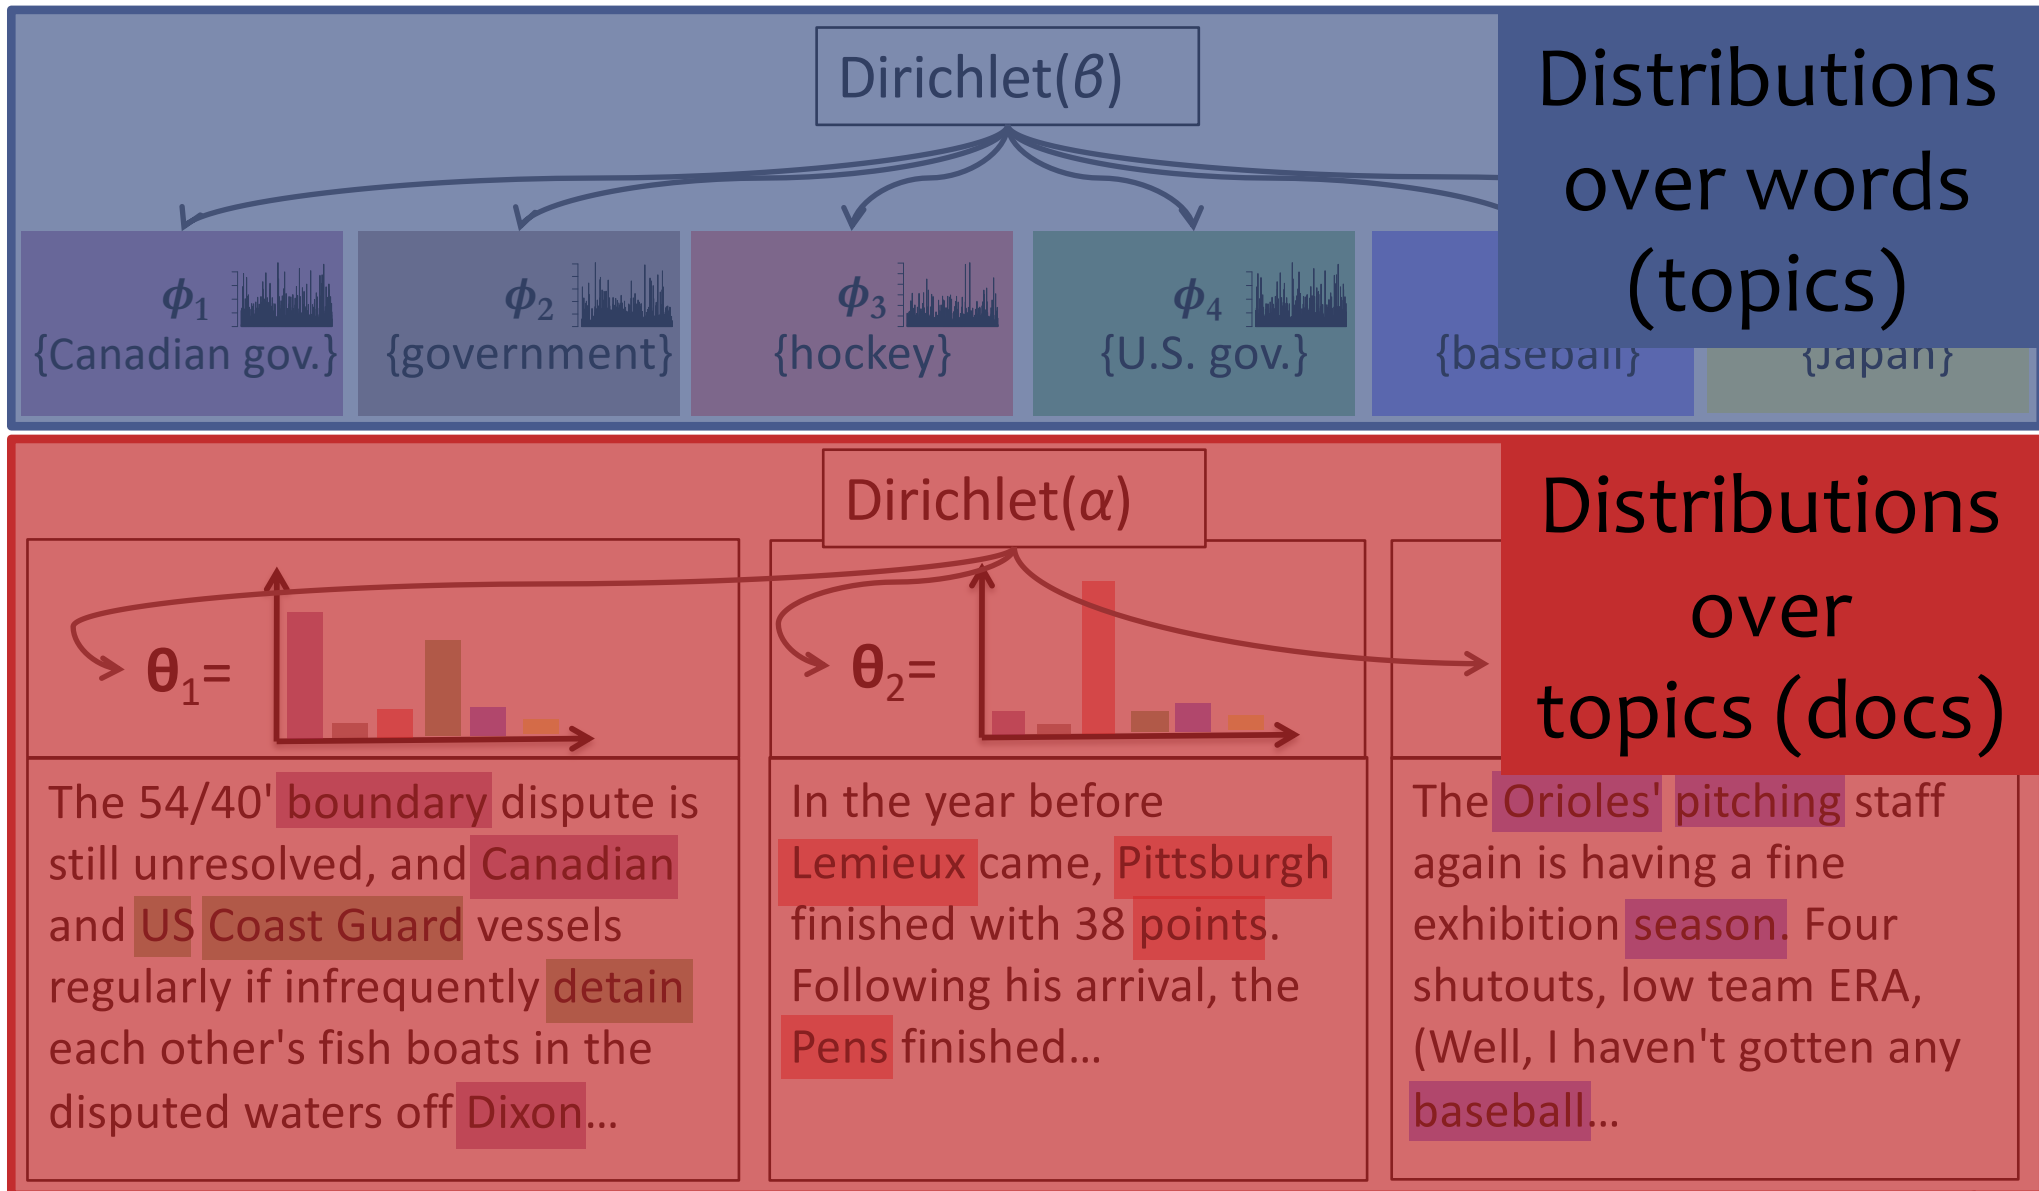 Dirichlet(β)
Distributions
over words
(topics)
ϕ1
{Canadian gov.}
ϕ2
{government}
ϕ3
{hockey}
ϕ4
{U.S. gov.}
{baseball}
{Japan}
Dirichlet(α)
Distributions
over
topics (docs)
θ1=
θ2=
The 54/40' boundary dispute is
still unresolved, and Canadian
and US Coast Guard vessels
regularly if infrequently detain
each other's fish boats in the
disputed waters off Dixon…
In the year before
Lemieux came, Pittsburgh
finished with 38 points.
Following his arrival, the
Pens finished…
The Orioles' pitching staff
again is having a fine
exhibition season. Four
shutouts, low team ERA,
(Well, I haven't gotten any
baseball…